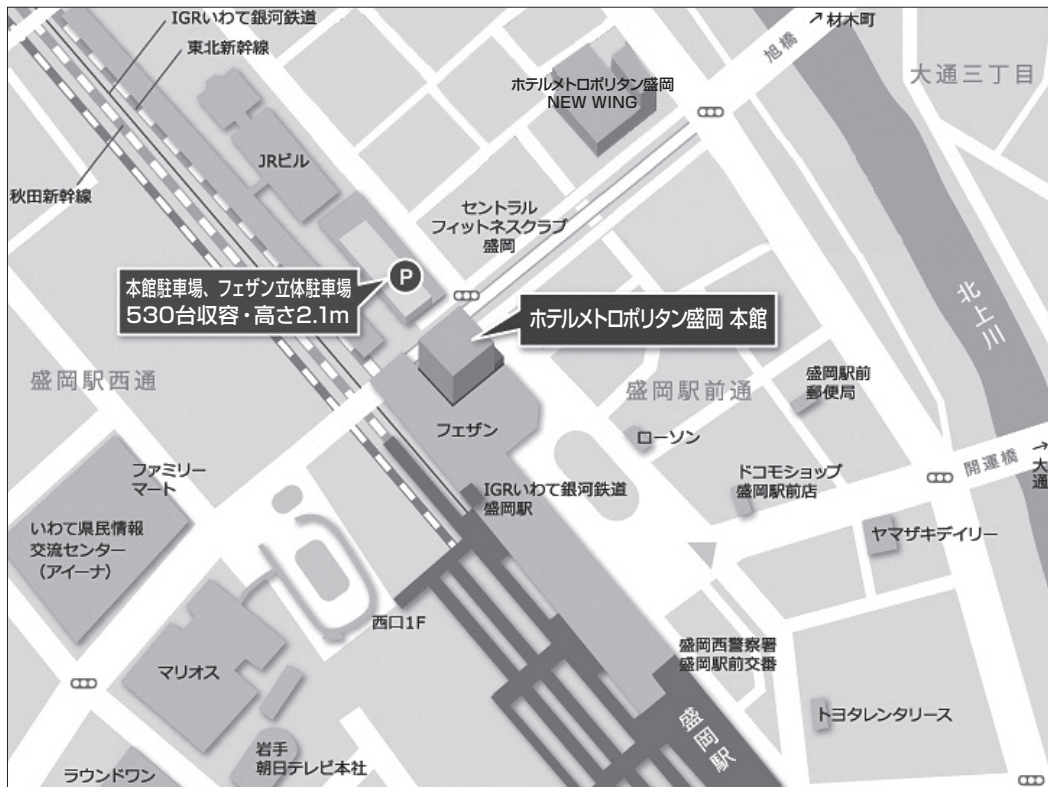 IGRいわて銀河鉄道
東北新幹線
秋田新幹線
JRビル
ホテルメトロポリタン盛岡
NEW WING
↗材木町
旭橋
大通三丁目
セントラル
フィットネスクラブ
盛岡
P
本館駐車場、フェザン立体駐車場
530台収容・高さ2.1m
ホテルメトロポリタン盛岡 本館
北上川
盛岡駅西通
盛岡駅前通
盛岡駅前
郵便局
フェザン
ローソン
ドコモショップ
盛岡駅前店
開運橋
→
大通
ファミリー
マート
IGRいわて銀河鉄道
盛岡駅
いわて県民情報
交流センター
（アイーナ）
ヤマザキデイリー
西口1F
マリオス
盛岡西警察署
盛岡駅前交番
盛岡駅
トヨタレンタリース
岩手
朝日テレビ本社
ラウンドワン